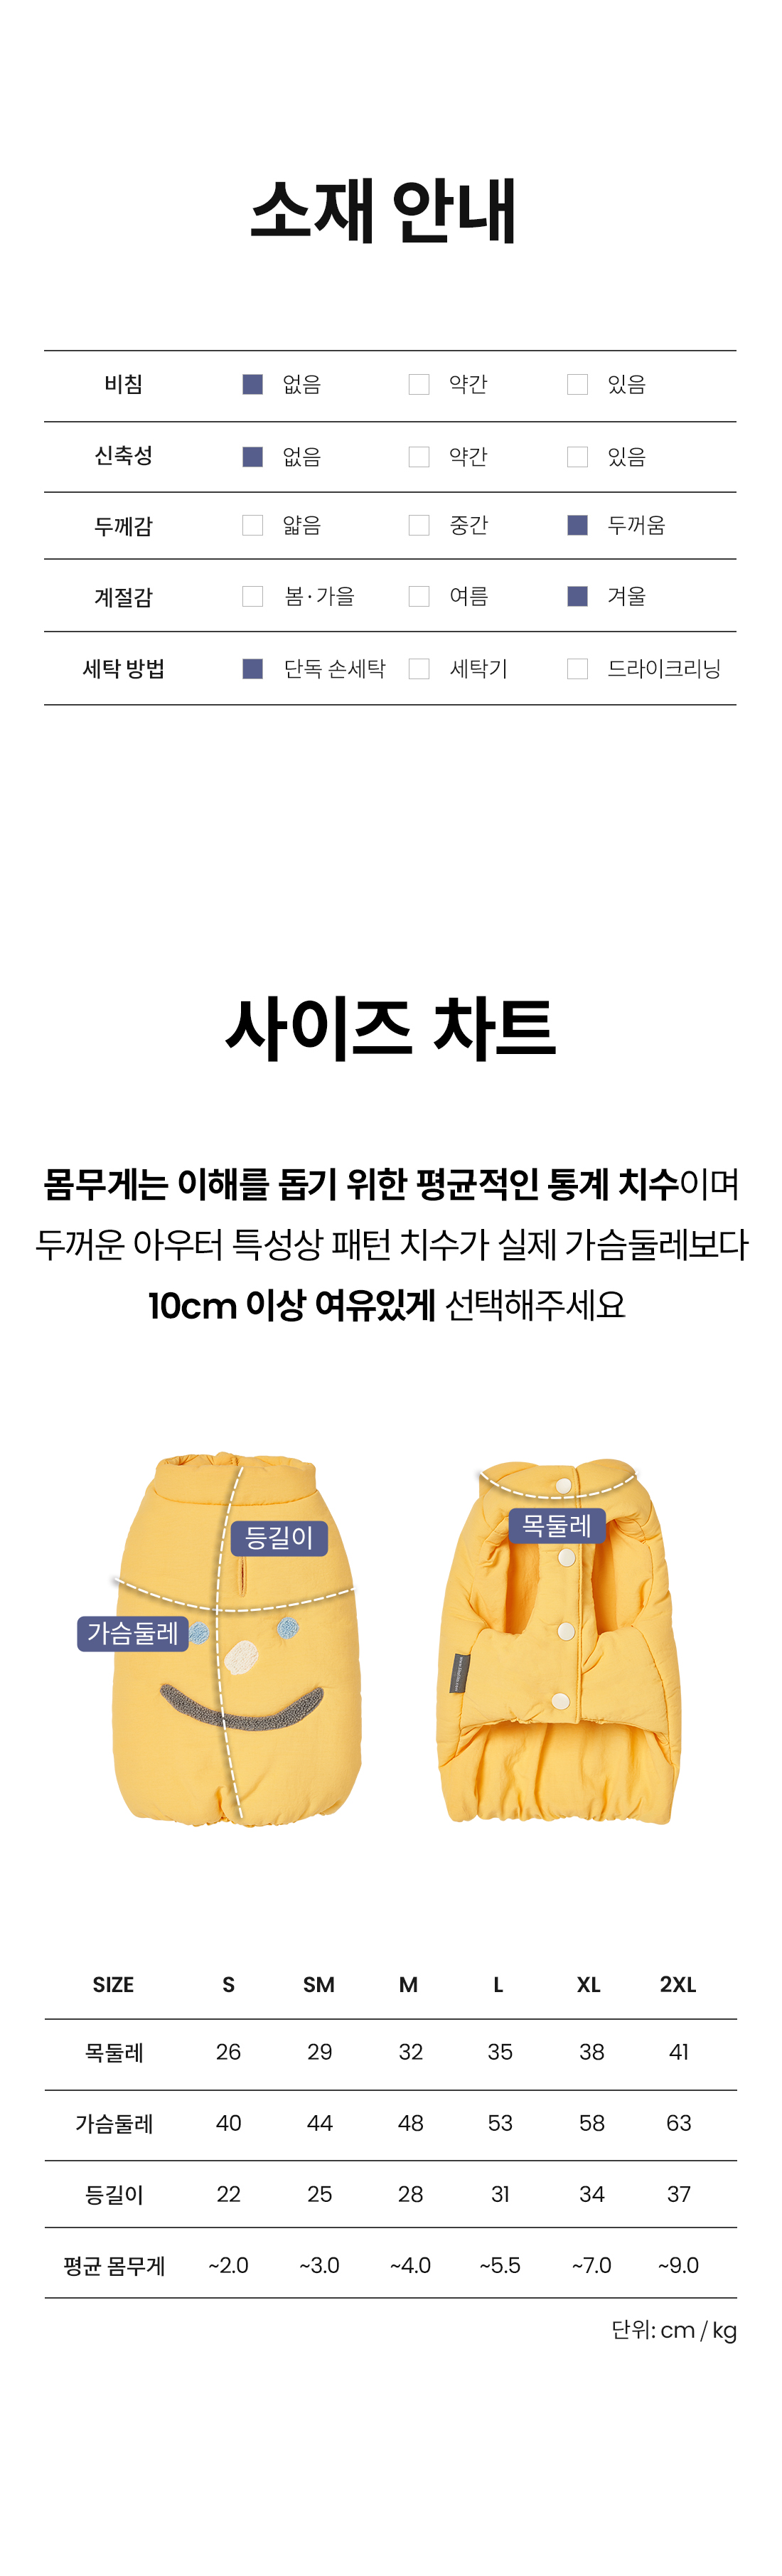 소재 안내
비침 없음 약간 있음
신축성 없음 약간 있음
두께감 얇음 중간 두꺼움
계절감 봄·가을 여름 겨울
세탁 방법 단독 손세탁 세탁기 드라이크리닝
사이즈 차트
몸무게는 이해를 돕기 위한 평균적인 통계 치수이며
두꺼운 아우터 특성상 패턴 치수가 실제 가슴둘레보다
10cm 이상 여유있게 선택해주세요
등길이
가슴둘레
목둘레
SIZE S SM M L XL 2XL
목둘레 26 29 32 35 38 41
가슴둘레 40 44 48 53 58 63
등길이 22 25 28 31 34 37
평균 몸무게 ~2.0 ~3.0 ~4.0 ~5.5 ~7.0 ~9.0
단위: cm / kg